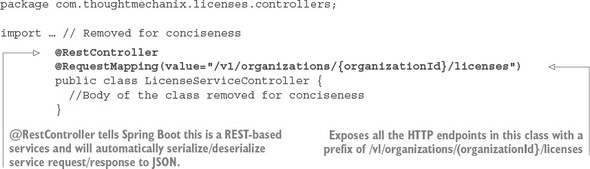 package com.thoughtmechanix.licenses.controllers;
import … // Removed for conciseness
@RestController
@RequestMapping(value="/v1/organizations/{organizationId}/licenses")
public class LicenseServiceController {
//Body of the class removed for conciseness
}
@RestController tells Spring Boot this is a REST-based
services and will automatically serialize/deserialize
service request/response to JSON.
Exposes all the HTTP endpoints in this class with a
prefix of /v1/organizations/(organizationId}/licenses